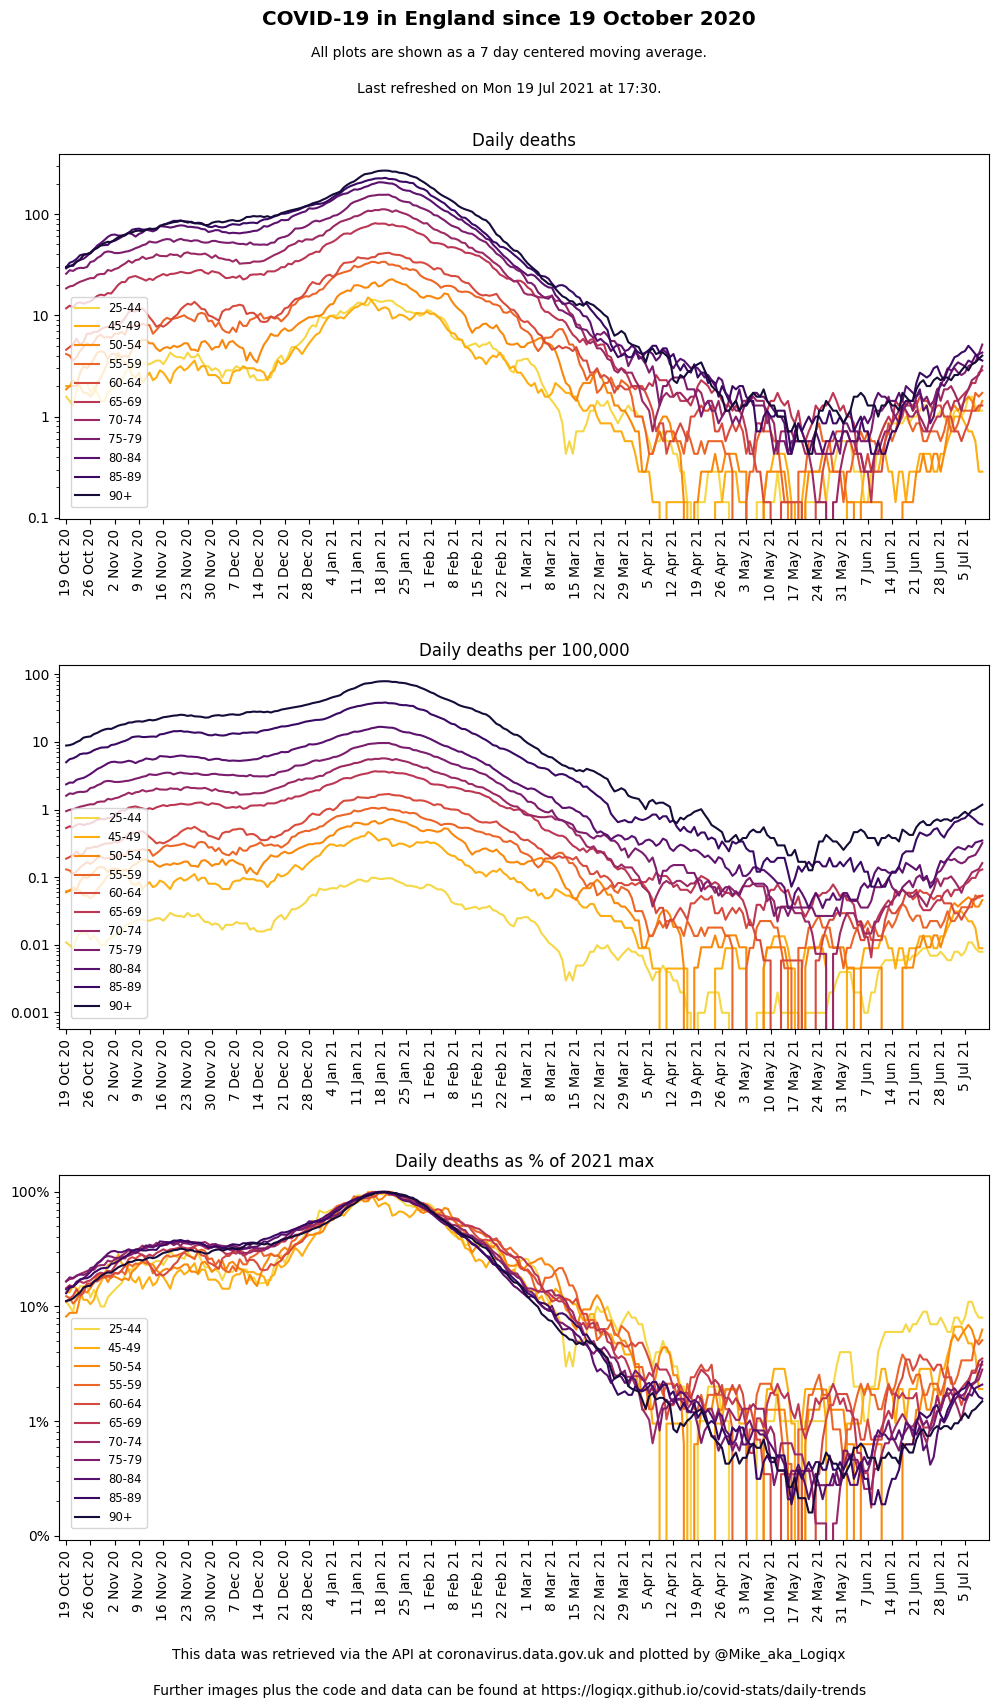 COVID-19 in England since 19 October 2020
All plots are shown as a 7 day centered moving average.
Last refreshed on Mon 19 Jul 2021 at 17:30.
Daily deaths
100
10
1
0.1
25-44
45-49
50-54
55-59
60-64
65-69
70-74
75-79
80-84
85-89
90+
19 Oct 20
26 Oct 20
2 Nov 20
9 Nov 20
16 Nov 20
23 Nov 20
30 Nov 20
7 Dec 20
14 Dec 20
21 Dec 20
28 Dec 20
4 Jan 21
11 Jan 21
18 Jan 21
25 Jan 21
1 Feb 21
8 Feb 21
15 Feb 21
22 Feb 21
1 Mar 21
8 Mar 21
15 Mar 21
22 Mar 21
29 Mar 21
5 Apr 21
12 Apr 21
19 Apr 21
26 Apr 21
3 May 21
10 May 21
17 May 21
24 May 21
31 May 21
7 Jun 21
14 Jun 21
21 Jun 21
28 Jun 21
5 Jul 21
Daily deaths per 100,000
100
10
1
0.1
0.01
0.001
25-44
45-49
50-54
55-59
60-64
65-69
70-74
75-79
80-84
85-89
90+
19 Oct 20
26 Oct 20
2 Nov 20
9 Nov 20
16 Nov 20
23 Nov 20
30 Nov 20
7 Dec 20
14 Dec 20
21 Dec 20
28 Dec 20
4 Jan 21
11 Jan 21
18 Jan 21
25 Jan 21
1 Feb 21
8 Feb 21
15 Feb 21
22 Feb 21
1 Mar 21
8 Mar 21
15 Mar 21
22 Mar 21
29 Mar 21
5 Apr 21
12 Apr 21
19 Apr 21
26 Apr 21
3 May 21
10 May 21
17 May 21
24 May 21
31 May 21
7 Jun 21
14 Jun 21
21 Jun 21
28 Jun 21
5 Jul 21
Daily deaths as % of 2021 max
100%
10%
1%
0%
25-44
45-49
50-54
55-59
60-64
65-69
70-74
75-79
80-84
85-89
90+
19 Oct 20
26 Oct 20
2 Nov 20
9 Nov 20
16 Nov 20
23 Nov 20
30 Nov 20
7 Dec 20
14 Dec 20
21 Dec 20
28 Dec 20
4 Jan 21
11 Jan 21
18 Jan 21
25 Jan 21
1 Feb 21
8 Feb 21
15 Feb 21
22 Feb 21
1 Mar 21
8 Mar 21
15 Mar 21
22 Mar 21
29 Mar 21
5 Apr 21
12 Apr 21
19 Apr 21
26 Apr 21
3 May 21
10 May 21
17 May 21
24 May 21
31 May 21
7 Jun 21
14 Jun 21
21 Jun 21
28 Jun 21
5 Jul 21
This data was retrieved via the API at coronavirus.data.gov.uk and plotted by @Mike_aka_Logiqx
Further images plus the code and data can be found at https://logiqx.github.io/covid-stats/daily-trends